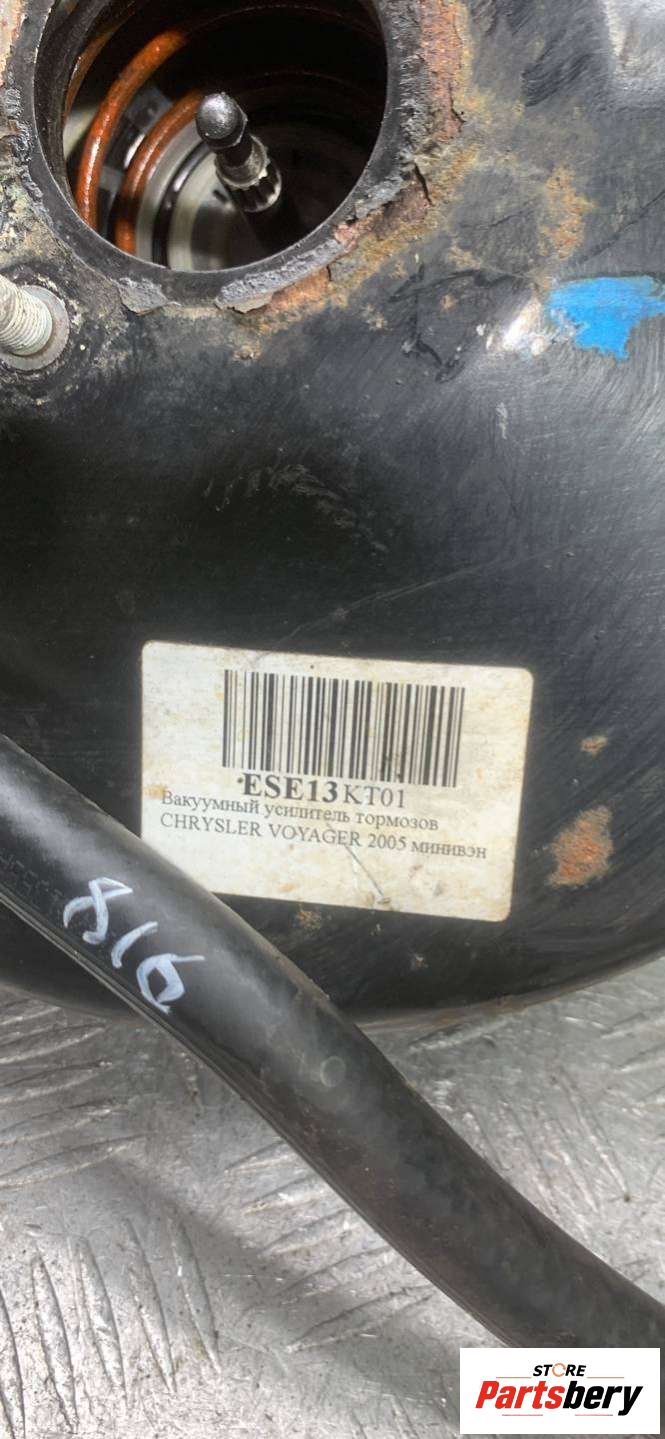 ESE13KT01
Вакуумный усилитель тормозов
CHRYSLER VOYAGER 2005 минивэн
816
STORE
Partsbery